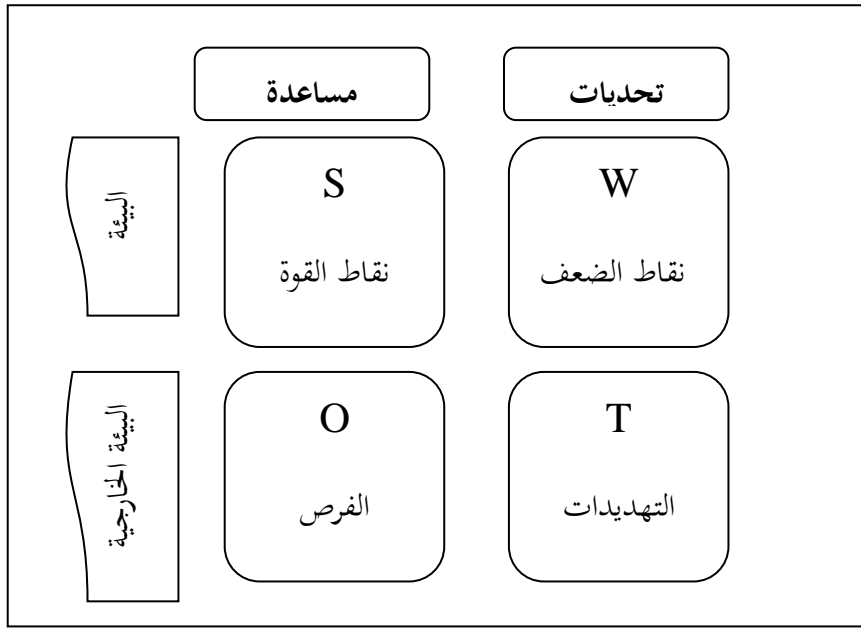 تحديات
مساعدة
W
نقاط الضعف
S
نقاط القوة
البيئة
T
التهديدات
O
الفرص
البيئة الخارجية